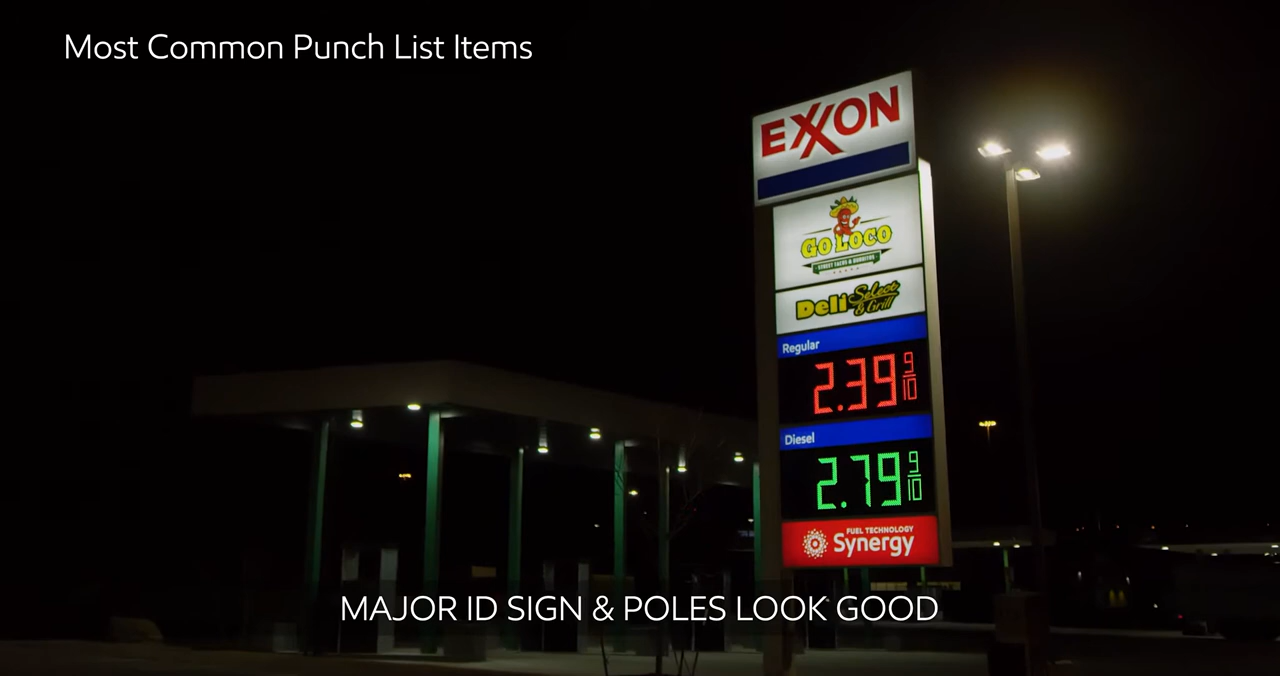 Most Common Punch List Items
EXXON
GO LOCO
STREET TACOS & BURRITOS
Deli Select & Grill
Regular
2.39 9/10
Diesel
2.79 9/10
FUEL TECHNOLOGY
Synergy
MAJOR ID SIGN & POLES LOOK GOOD